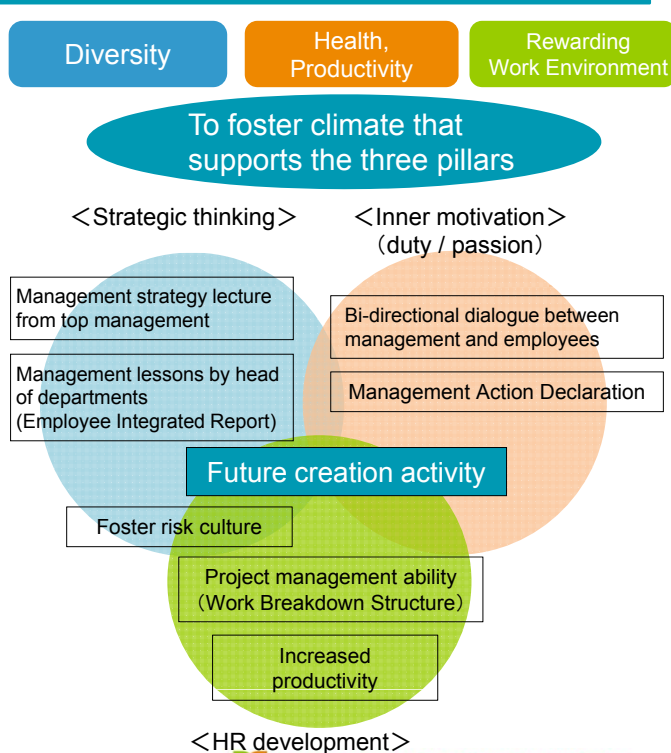 Diversity
Health,
Productivity
Rewarding
Work Environment
To foster climate that
supports the three pillars
＜Strategic thinking＞
＜Inner motivation＞
（duty / passion）
Management strategy lecture
from top management
Bi-directional dialogue between
management and employees
Management lessons by head
of departments
(Employee Integrated Report)
Management Action Declaration
Future creation activity
Foster risk culture
Project management ability
（Work Breakdown Structure）
Increased
productivity
＜HR development＞